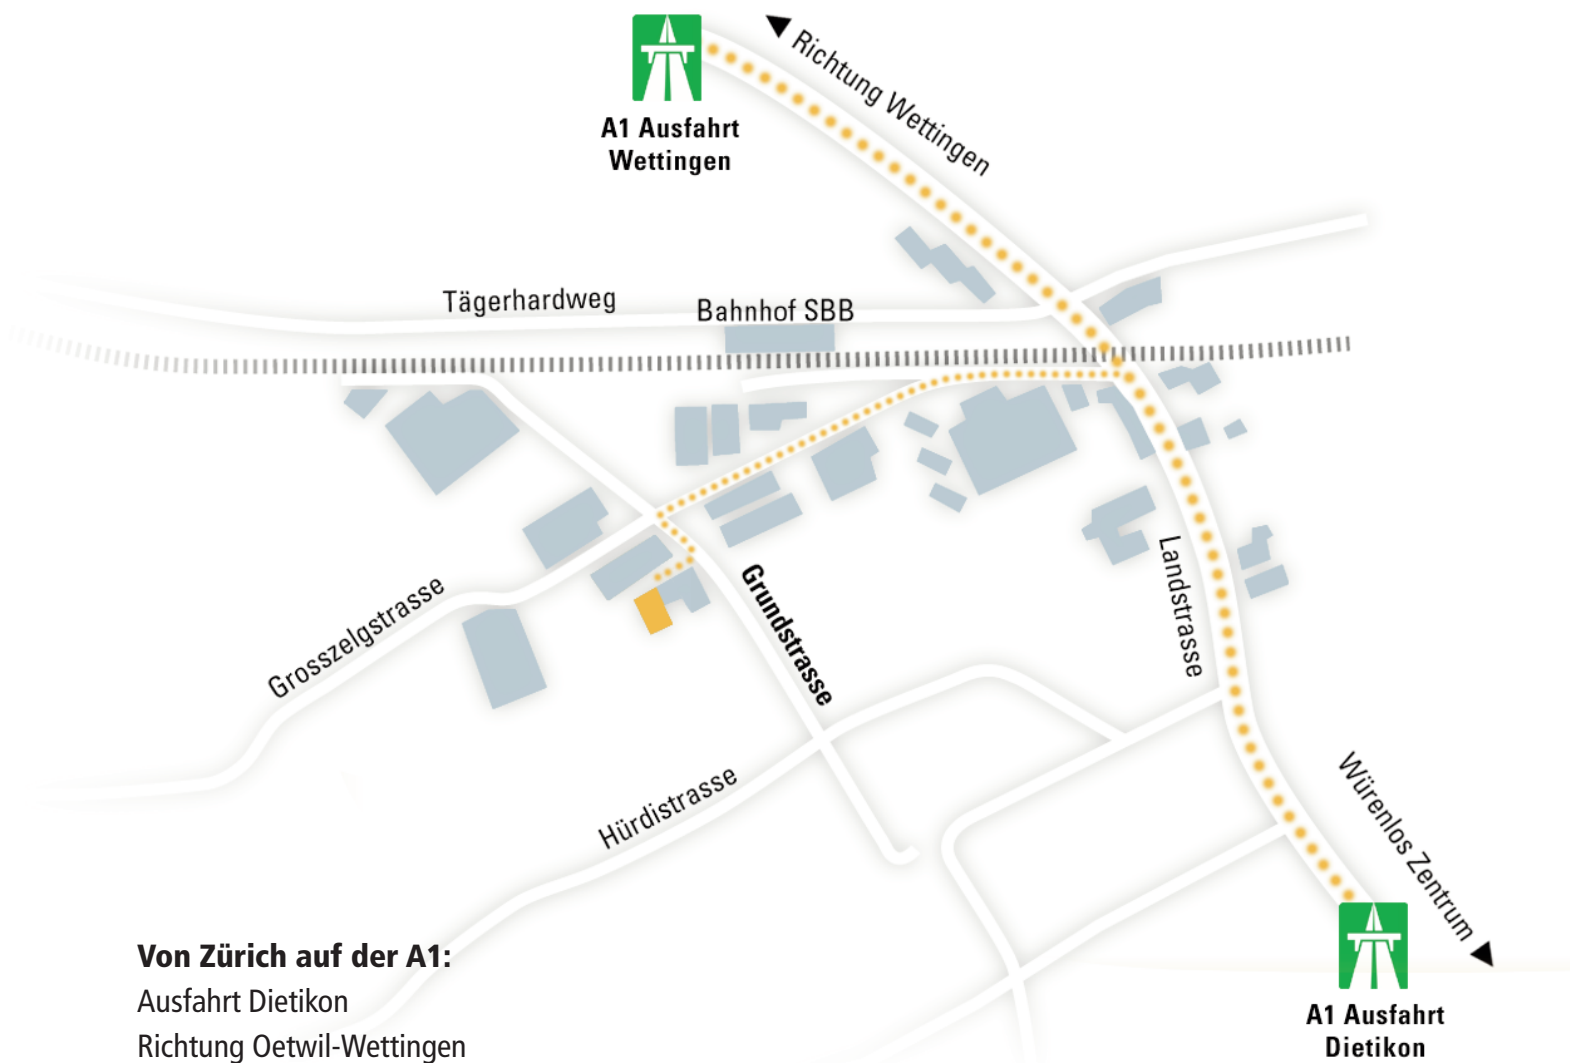 Richtung Wettingen
A1 Ausfahrt
Wettingen
Tägerhardweg
Bahnhof SBB
Grosszelgstrasse
Grundstrasse
Landstrasse
Hürdistrasse
Würenlos Zentrum
Von Zürich auf der A1:
Ausfahrt Dietikon
Richtung Oetwil-Wettingen
A1 Ausfahrt
Dietikon